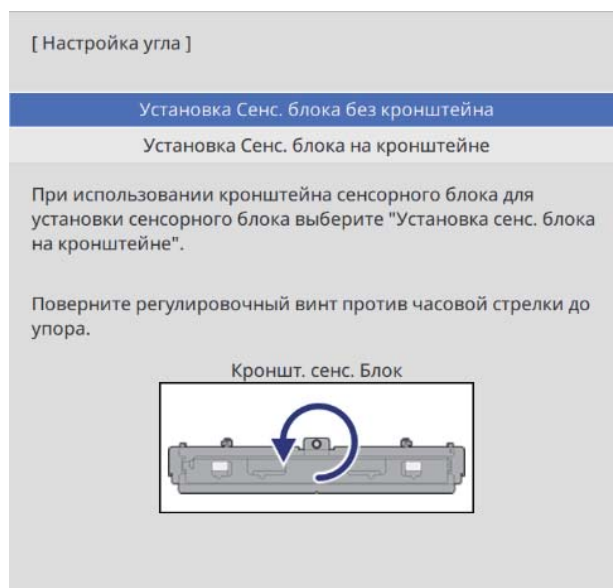 [ Настройка угла ]
Установка Сенс. блока без кронштейна
Установка Сенс. блока на кронштейне
При использовании кронштейна сенсорного блока для
установки сенсорного блока выберите "Установка сенс. блока
на кронштейне".
Поверните регулировочный винт против часовой стрелки до
упора.
Кроншт. сенс. Блок